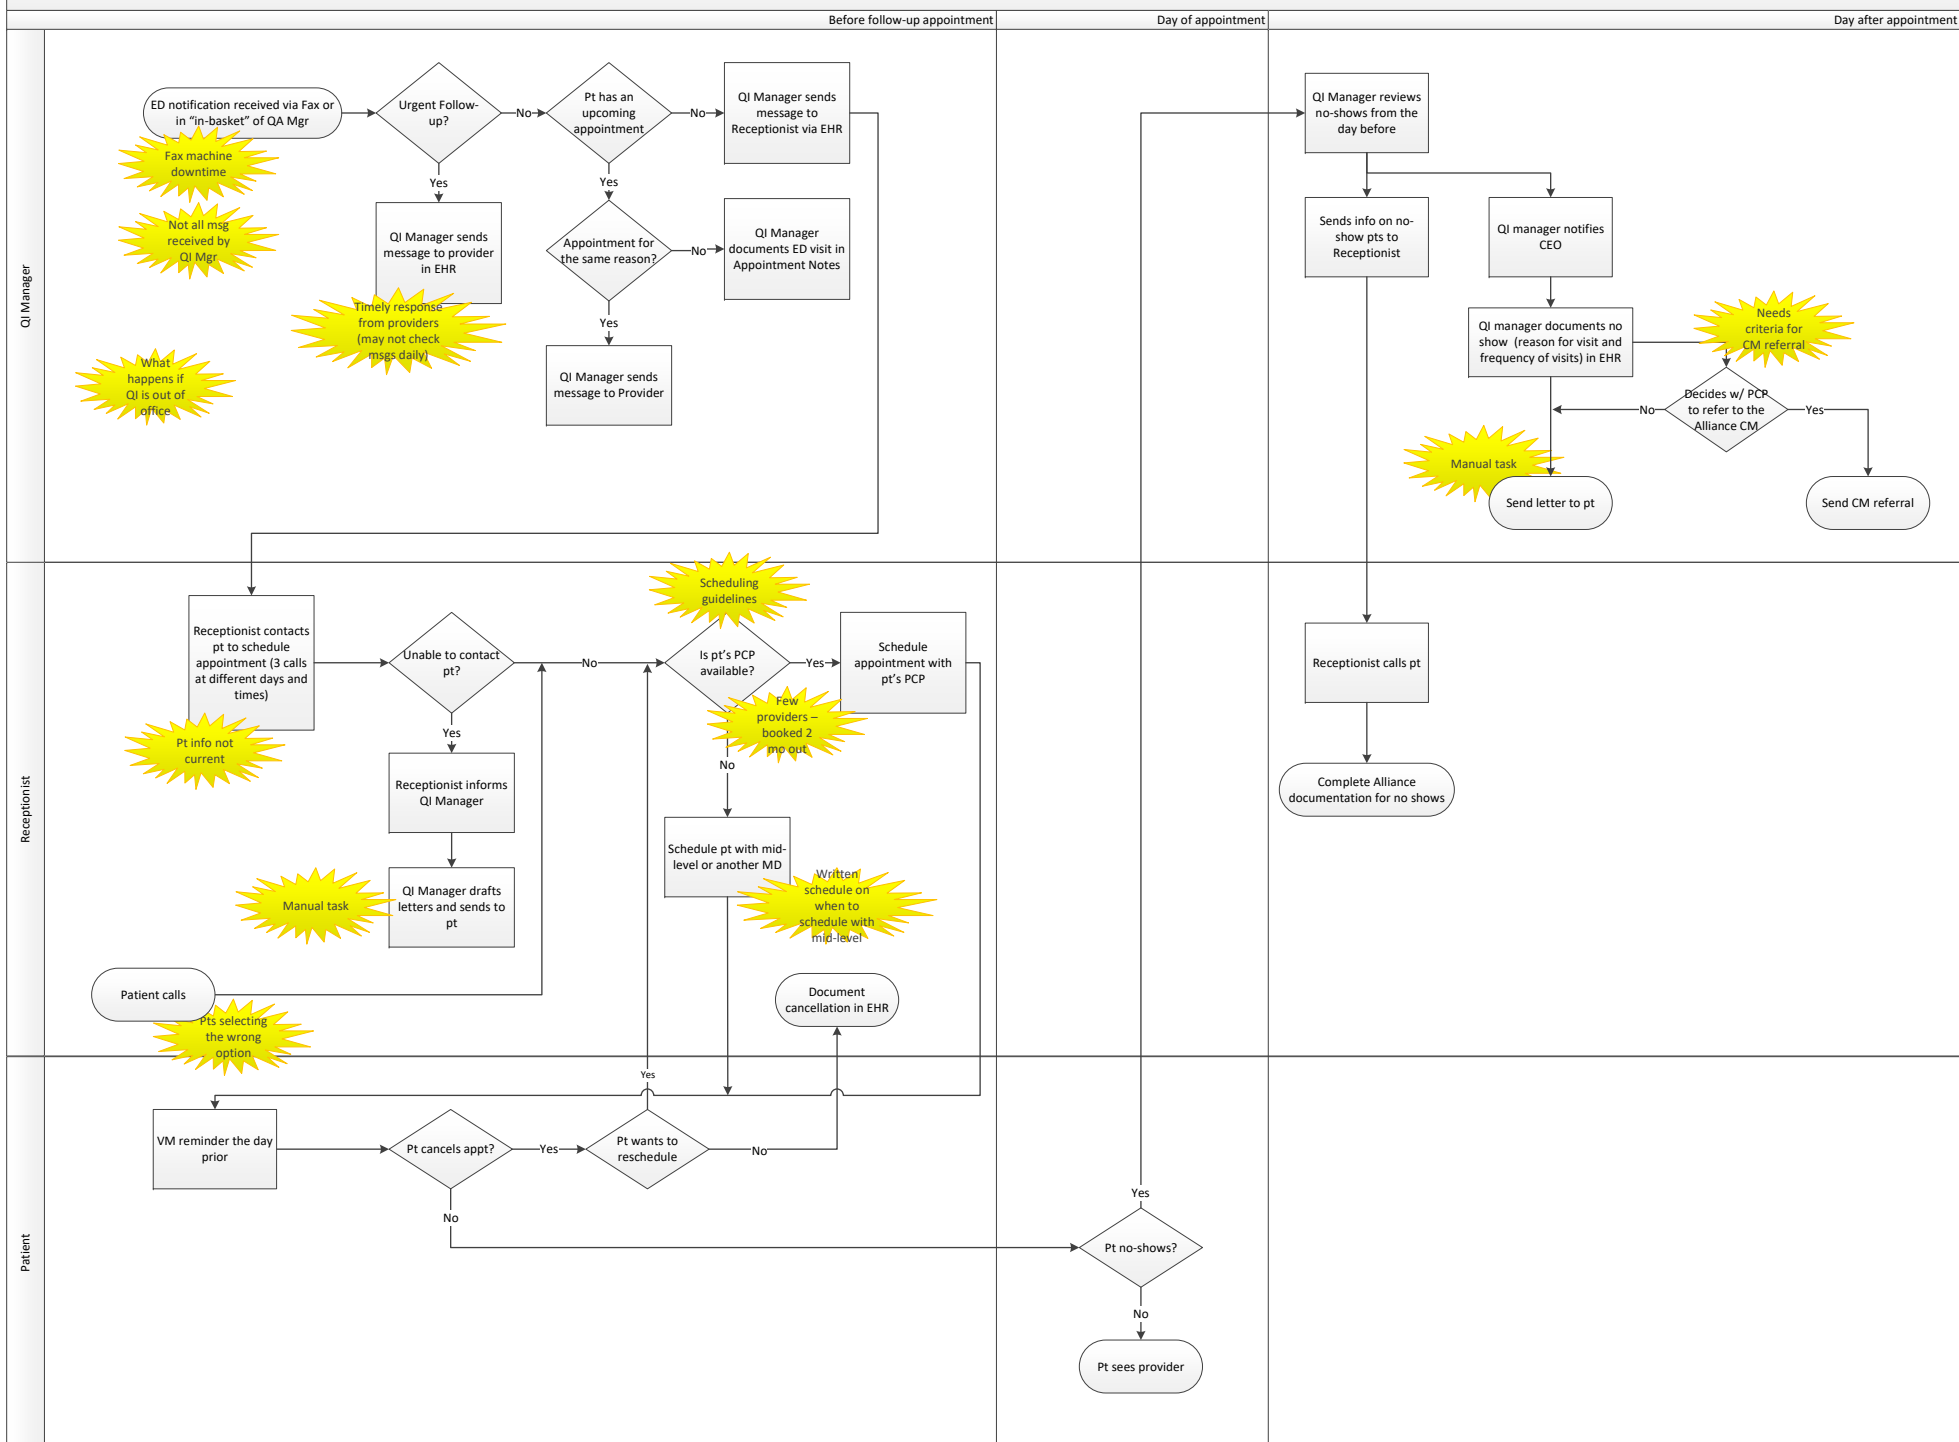 Before follow-up appointment
Day of appointment
Day after appointment
QI Manager
ED notification received via Fax or
in “in-basket” of QA Mgr
Fax machine
downtime
Not all msg
received by
QI Mgr
What
happens if
QI is out of
office
Urgent Follow-
up?
No
Yes
QI Manager sends
message to provider
in EHR
Timely response
from providers
(may not check
msgs daily)
Pt has an
upcoming
appointment
No
Yes
QI Manager sends
message to
Receptionist via EHR
Appointment for
the same reason?
No
Yes
QI Manager
documents ED visit in
Appointment Notes
QI Manager sends
message to Provider
QI Manager reviews
no-shows from the
day before
Sends info on no-
show pts to
Receptionist
QI manager notifies
CEO
QI manager documents no
show (reason for visit and
frequency of visits) in EHR
Needs
criteria for
CM referral
Decides w/ PCP
to refer to the
Alliance CM
No
Yes
Manual task
Send letter to pt
Send CM referral
Receptionist
Receptionist contacts
pt to schedule
appointment (3 calls
at different days and
times)
Pt info not
current
Unable to contact
pt?
No
Yes
Receptionist informs
QI Manager
QI Manager drafts
letters and sends to
pt
Manual task
Scheduling
guidelines
Is pt’s PCP
available?
Yes
Schedule
appointment with
pt’s PCP
Few
providers –
booked 2
mo out
No
Schedule pt with mid-
level or another MD
Written
schedule on
when to
schedule with
mid-level
Patient calls
Pts selecting
the wrong
option
Document
cancellation in EHR
Receptionist calls pt
Complete Alliance
documentation for no shows
Patient
VM reminder the day
prior
Pt cancels appt?
Yes
No
Pt wants to
reschedule
Yes
No
Yes
Pt no-shows?
No
Pt sees provider